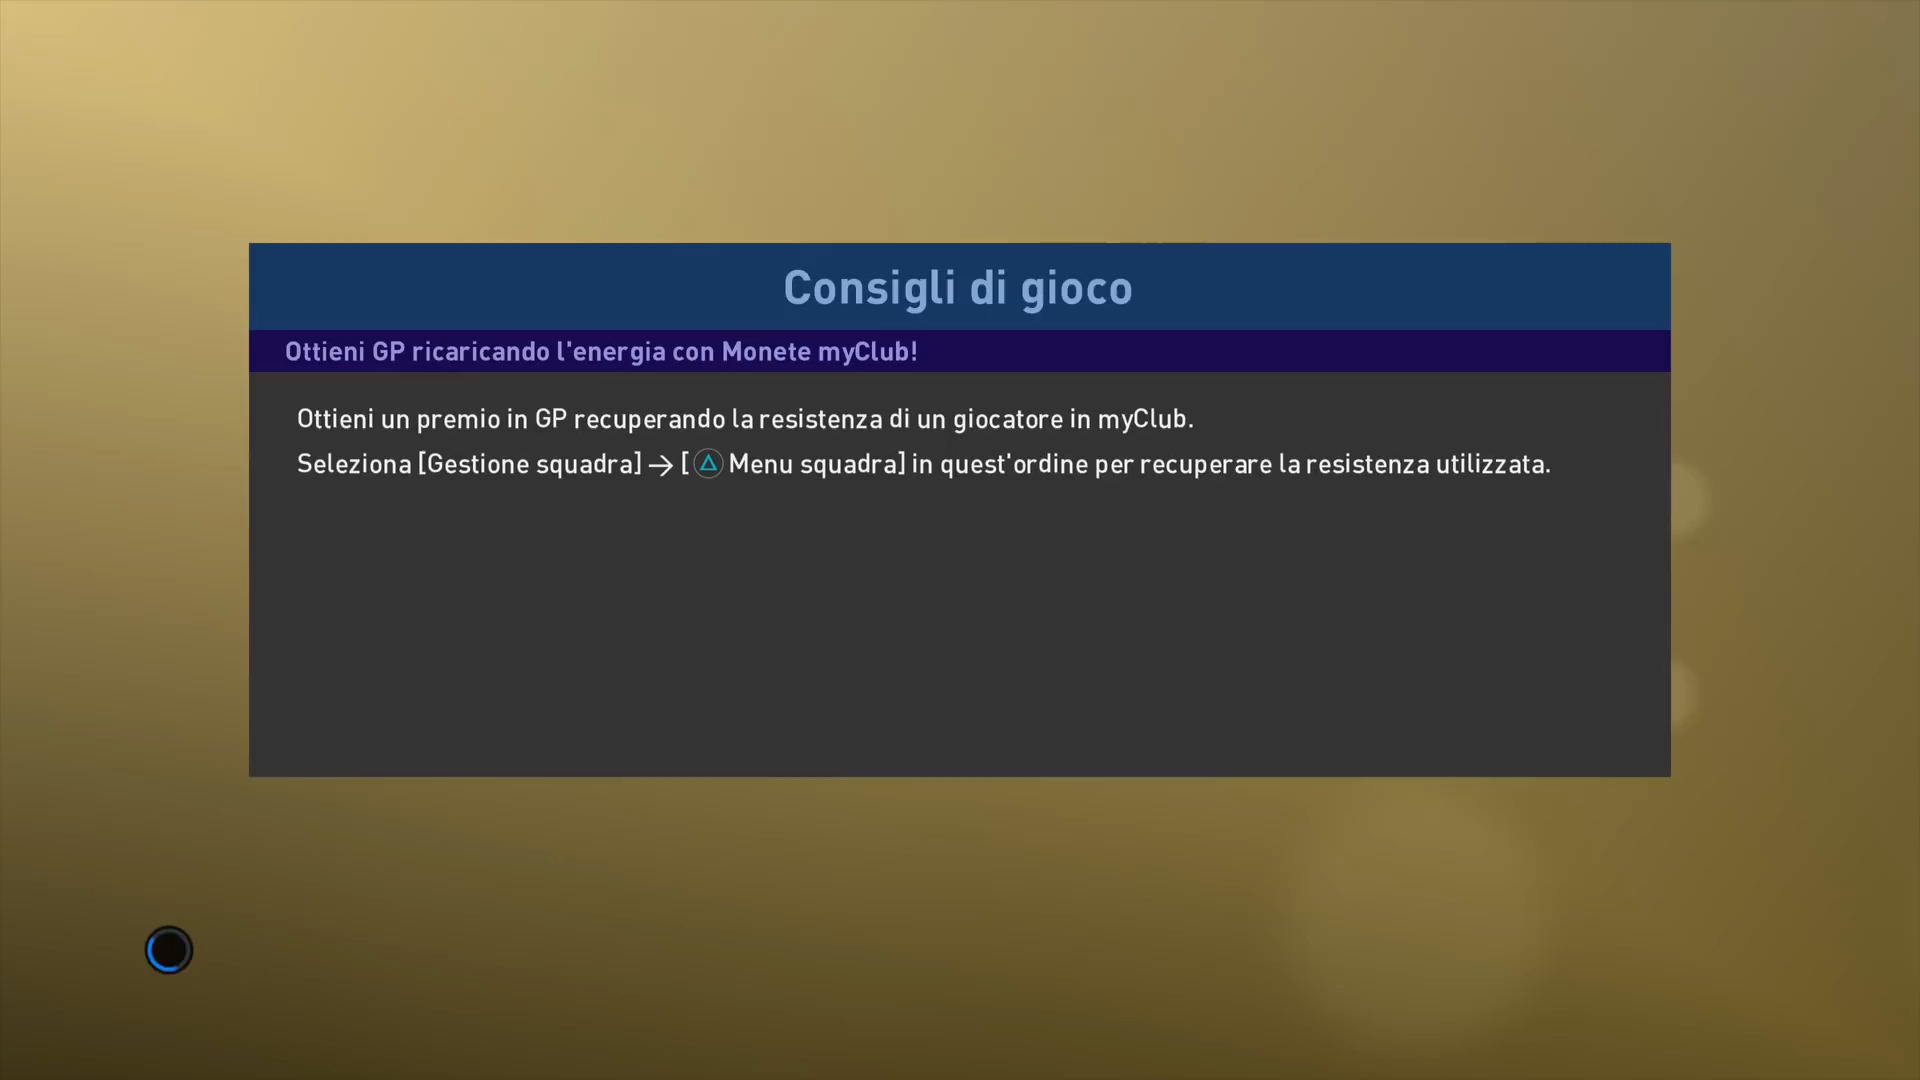 Consigli di gioco
Ottieni GP ricaricando l'energia con Monete myClub!
Ottieni un premio in GP recuperando la resistenza di un giocatore in myClub.
Seleziona [Gestione squadra] → [ △ Menu squadra] in quest'ordine per recuperare la resistenza utilizzata.